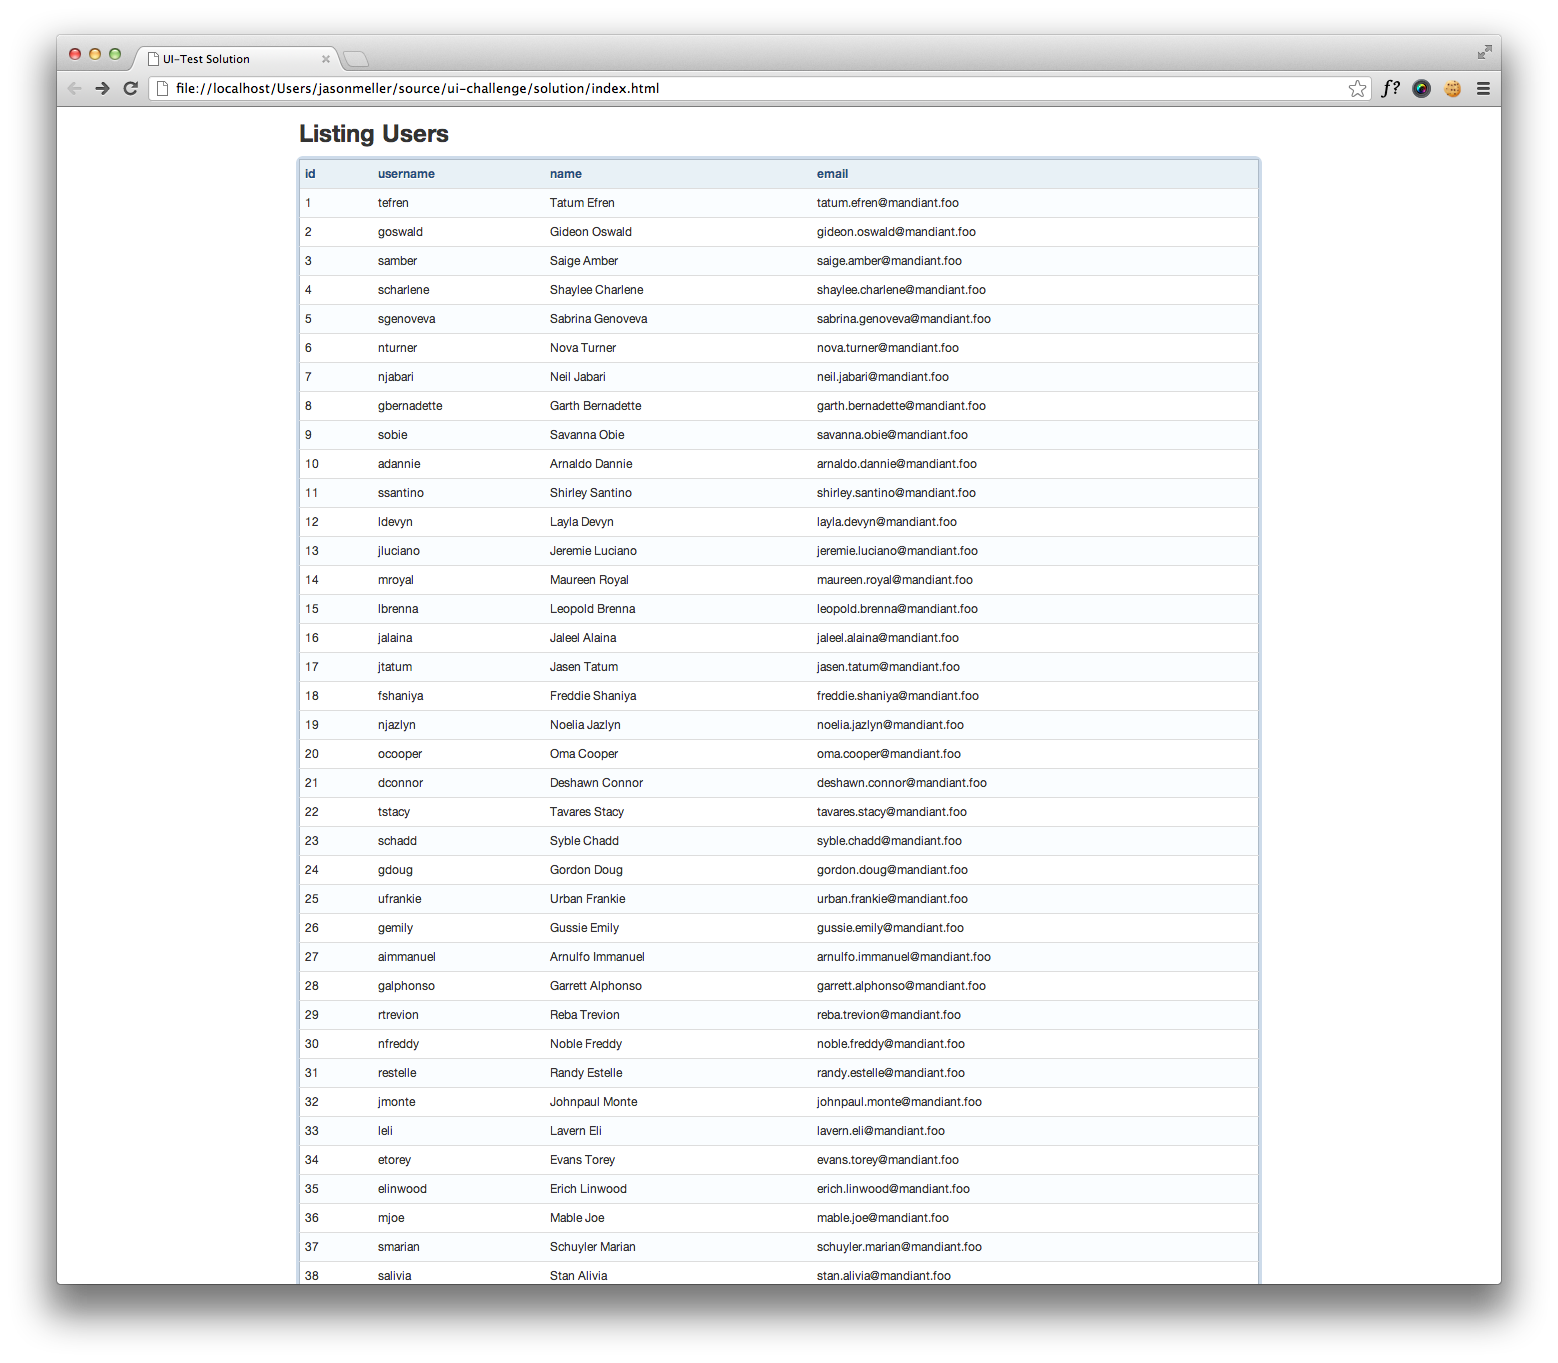 UI-Test Solution
file://localhost/Users/jasonmeller/source/ui-challenge/solution/index.html f?
Listing Users
id username name email
1 tefren Tatum Efren tatum.efren@mandiant.foo
2 goswald Gideon Oswald gideon.oswald@mandiant.foo
3 samber Saige Amber saige.amber@mandiant.foo
4 scharlene Shaylee Charlene shaylee.charlene@mandiant.foo
5 sgenoveva Sabrina Genoveva sabrina.genoveva@mandiant.foo
6 nturner Nova Turner nova.turner@mandiant.foo
7 njabari Neil Jabari neil.jabari@mandiant.foo
8 gbernadette Garth Bernadette garth.bernadette@mandiant.foo
9 sobie Savanna Obie savanna.obie@mandiant.foo
10 adannie Arnaldo Dannie arnaldo.dannie@mandiant.foo
11 ssantino Shirley Santino shirley.santino@mandiant.foo
12 ldevyn Layla Devyn layla.devyn@mandiant.foo
13 jluciano Jeremie Luciano jeremie.luciano@mandiant.foo
14 mroyal Maureen Royal maureen.royal@mandiant.foo
15 lbrenna Leopold Brenna leopold.brenna@mandiant.foo
16 jalaina Jaleel Alaina jaleel.alaina@mandiant.foo
17 jtatum Jasen Tatum jasen.tatum@mandiant.foo
18 fshaniya Freddie Shaniya freddie.shaniya@mandiant.foo
19 njazlyn Noelia Jazlyn noelia.jazlyn@mandiant.foo
20 ocooper Oma Cooper oma.cooper@mandiant.foo
21 dconnor Deshawn Connor deshawn.connor@mandiant.foo
22 tstacy Tavares Stacy tavares.stacy@mandiant.foo
23 schadd Syble Chadd syble.chadd@mandiant.foo
24 gdoug Gordon Doug gordon.doug@mandiant.foo
25 ufrankie Urban Frankie urban.frankie@mandiant.foo
26 gemily Gussie Emily gussie.emily@mandiant.foo
27 aimmanuel Arnulfo Immanuel arnulfo.immanuel@mandiant.foo
28 galphonso Garrett Alphonso garrett.alphonso@mandiant.foo
29 rtrevion Reba Trevion reba.trevion@mandiant.foo
30 nfreddy Noble Freddy noble.freddy@mandiant.foo
31 restelle Randy Estelle randy.estelle@mandiant.foo
32 jmonte Johnpaul Monte johnpaul.monte@mandiant.foo
33 leli Lavern Eli lavern.eli@mandiant.foo
34 etorey Evans Torey evans.torey@mandiant.foo
35 elinwood Erich Linwood erich.linwood@mandiant.foo
36 mjoe Mable Joe mable.joe@mandiant.foo
37 smarian Schuyler Marian schuyler.marian@mandiant.foo
38 salivia Stan Alivia stan.alivia@mandiant.foo